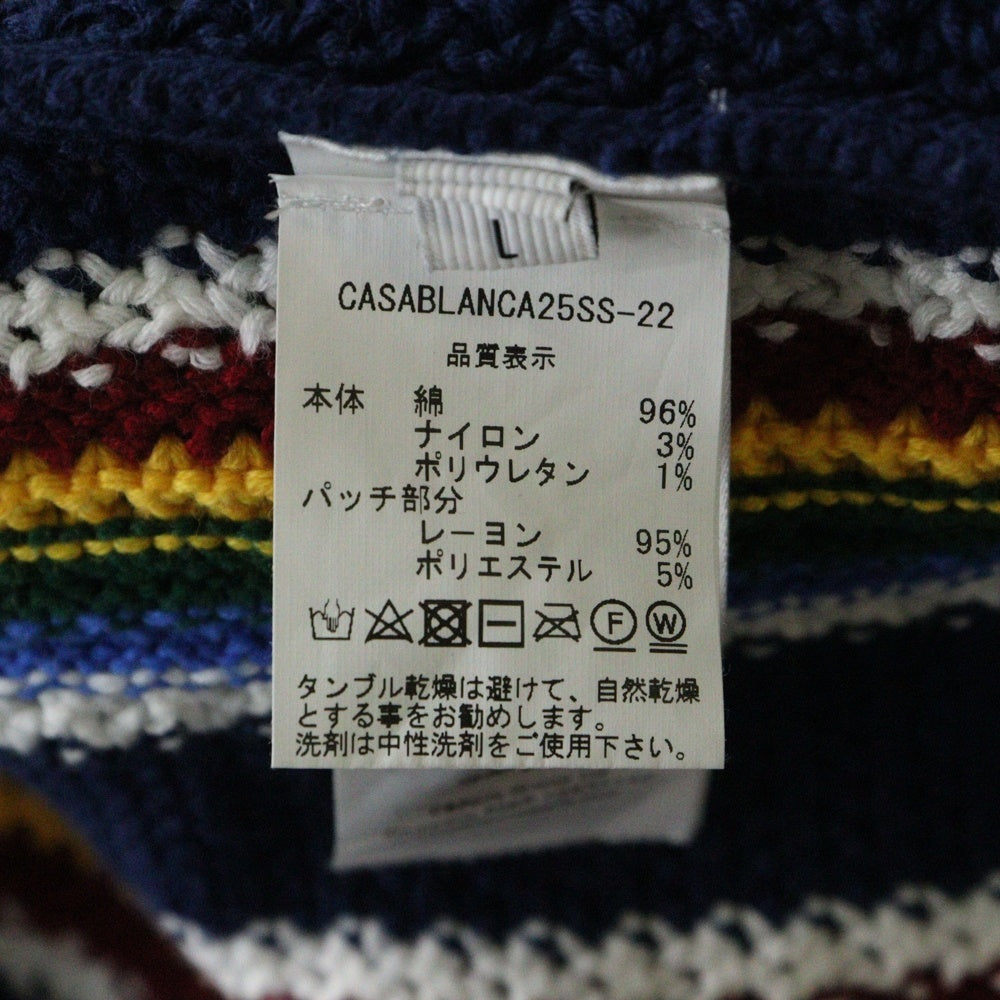 L
CASABLANCA25SS-22
品質表示
本体 綿 96%
ナイロン 3%
ポリウレタン 1%
パッチ部分
レーヨン 95%
ポリエステル 5%
F W
タンブル乾燥は避けて、自然乾燥
とする事をお勧めします。
洗剤は中性洗剤をご使用下さい。